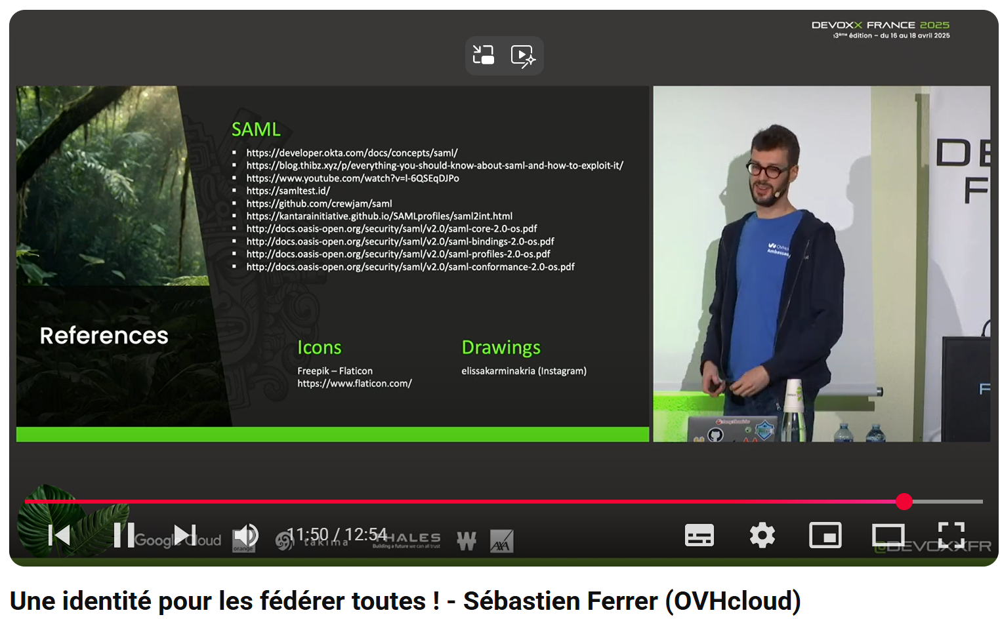 DEVOXX FRANCE 2025
13ème édition – du 16 au 18 avril 2025
SAML
https://developer.okta.com/docs/concepts/saml/
https://blog.thibz.xyz/p/everything-you-should-know-about-saml-and-how-to-exploit-it/
https://www.youtube.com/watch?v=l-6QSEqDJPo
https://samltest.id/
https://github.com/crewjam/saml
https://kantarainitiative.github.io/SAMLprofiles/saml2int.html
http://docs.oasis-open.org/security/saml/v2.0/saml-core-2.0-os.pdf
http://docs.oasis-open.org/security/saml/v2.0/saml-bindings-2.0-os.pdf
http://docs.oasis-open.org/security/saml/v2.0/saml-profiles-2.0-os.pdf
http://docs.oasis-open.org/security/saml/v2.0/saml-conformance-2.0-os.pdf
References
Icons
Freepik – Flaticon
https://www.flaticon.com/
Drawings
elissakarminakria (Instagram)
DE
F
F
11:50 / 12:54
Google Cloud
orange
takima
THALES
Building a future we can all trust
W
AXA
@DEVOXXFR
Une identité pour les fédérer toutes ! - Sébastien Ferrer (OVHcloud)